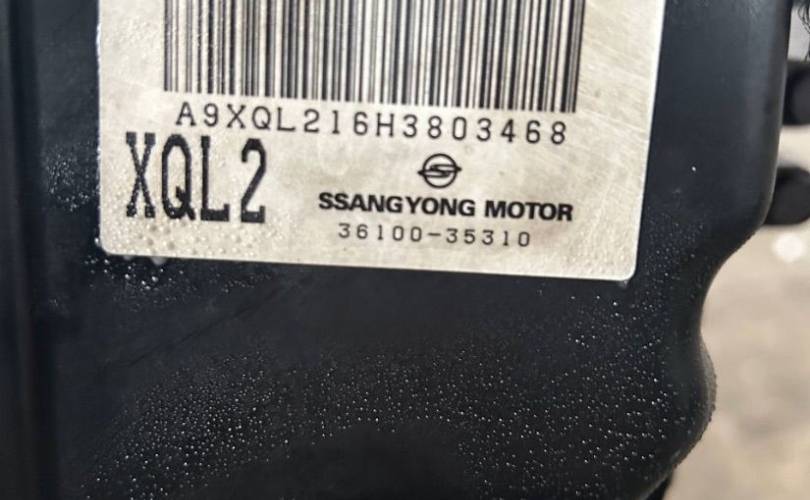 A9XQL216H3803468
XQL2
SSANGYONG MOTOR
36100-35310